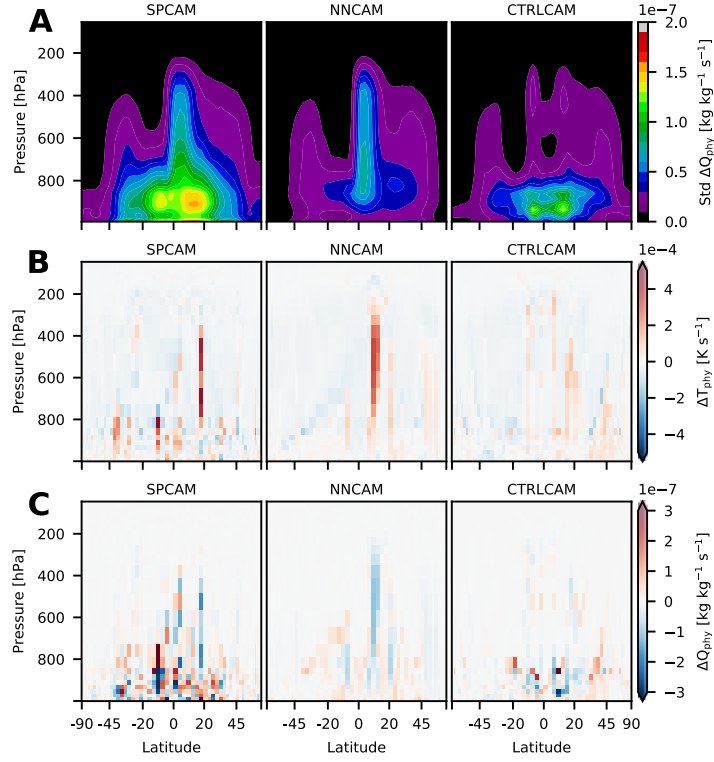 A
SPCAM NNCAM CTRLCAM 1e−7
Pressure [hPa]
200
400
600
800
2.0
1.5
1.0
0.5
0.0
Std ΔQphy [kg kg⁻¹ s⁻¹]
B
SPCAM NNCAM CTRLCAM 1e−4
Pressure [hPa]
200
400
600
800
4
2
0
−2
−4
ΔTphy [K s⁻¹]
C
SPCAM NNCAM CTRLCAM 1e−7
Pressure [hPa]
200
400
600
800
3
2
1
0
−1
−2
−3
ΔQphy [kg kg⁻¹ s⁻¹]
-90 -45 -20 0 20 45 -45 -20 0 20 45 -45 -20 0 20 45 90
Latitude Latitude Latitude